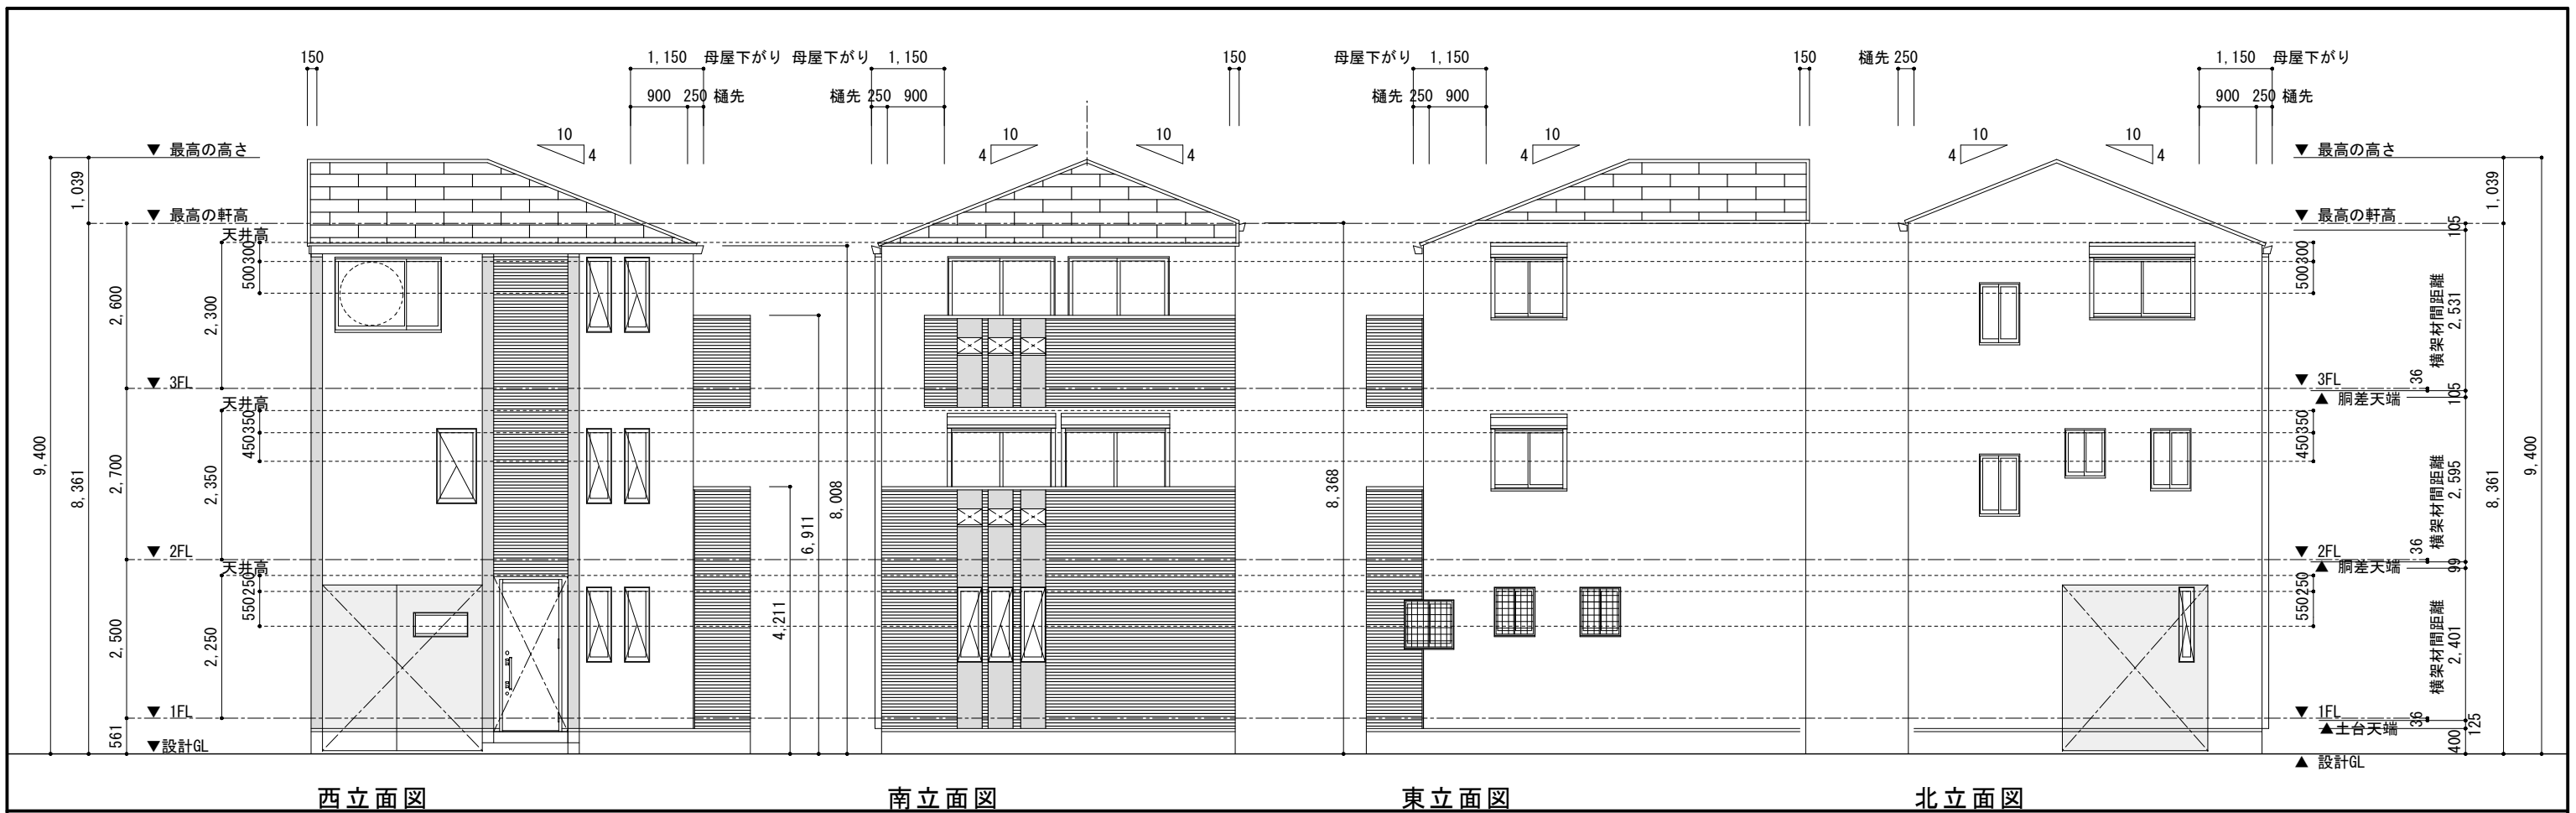 150
1,150 母屋下がり
900 250 樋先
10
4
母屋下がり 1,150
樋先 250 900
150
10
4
10
4
母屋下がり 1,150
樋先 250 900
150
10
4
樋先 250
1,150 母屋下がり
900 250 樋先
10
4
10
4
▼ 最高の高さ
▼ 最高の軒高
天井高
▼ 3FL
天井高
▼ 2FL
天井高
▼ 1FL
▼設計GL
9,400
1,039
8,361
2,600
2,700
2,500
561
2,300
2,350
2,250
300
500
350
450
250
550
4,211
6,911
8,008
8,368
▼ 最高の高さ
▼ 最高の軒高
▼ 3FL
▲ 胴差天端
▼ 2FL
▲ 胴差天端
▼ 1FL
▲土台天端
▲ 設計GL
300
500
350
450
250
550
36
36
36
105
横架材間距離
2,531
105
横架材間距離
2,595
99
横架材間距離
2,401
125
400
1,039
8,361
9,400
西立面図
南立面図
東立面図
北立面図